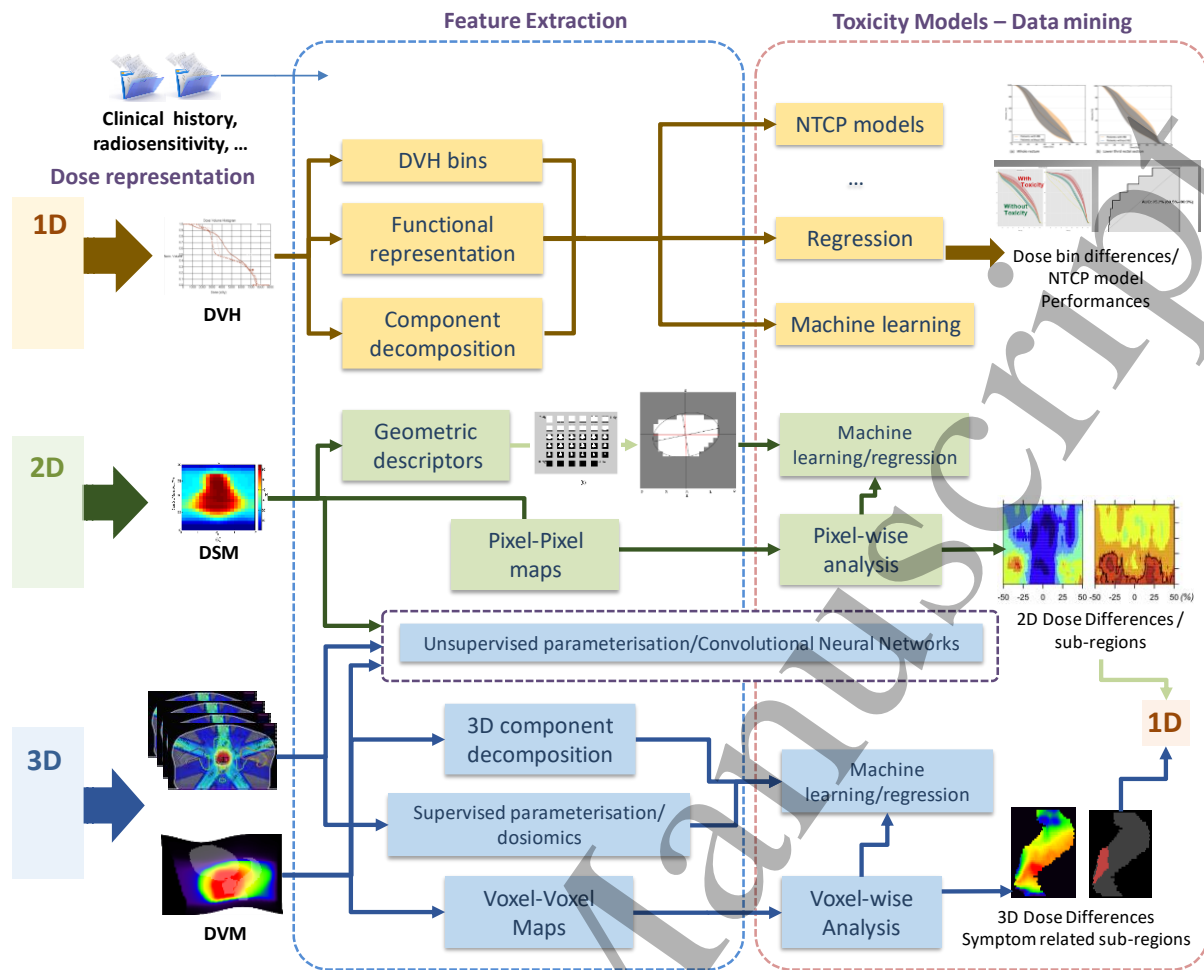 Feature Extraction
Toxicity Models – Data mining
Clinical history,
radiosensitivity, ...
Dose representation
1D
DVH
DVH bins
Functional
representation
Component
decomposition
NTCP models
...
Regression
Machine learning
With
Toxicity
Without
Toxicity
Dose bin differences/
NTCP model
Performances
2D
DSM
Geometric
descriptors
Pixel-Pixel
maps
Machine
learning/regression
Pixel-wise
analysis
-50 -25 0 25 50
-50 -25 0 25 50 (%)
2D Dose Differences /
sub-regions
Unsupervised parameterisation/Convolutional Neural Networks
1D
3D
DVM
3D component
decomposition
Supervised parameterisation/
dosiomics
Voxel-Voxel
Maps
Machine
learning/regression
Voxel-wise
Analysis
3D Dose Differences
Symptom related sub-regions
Manuscript